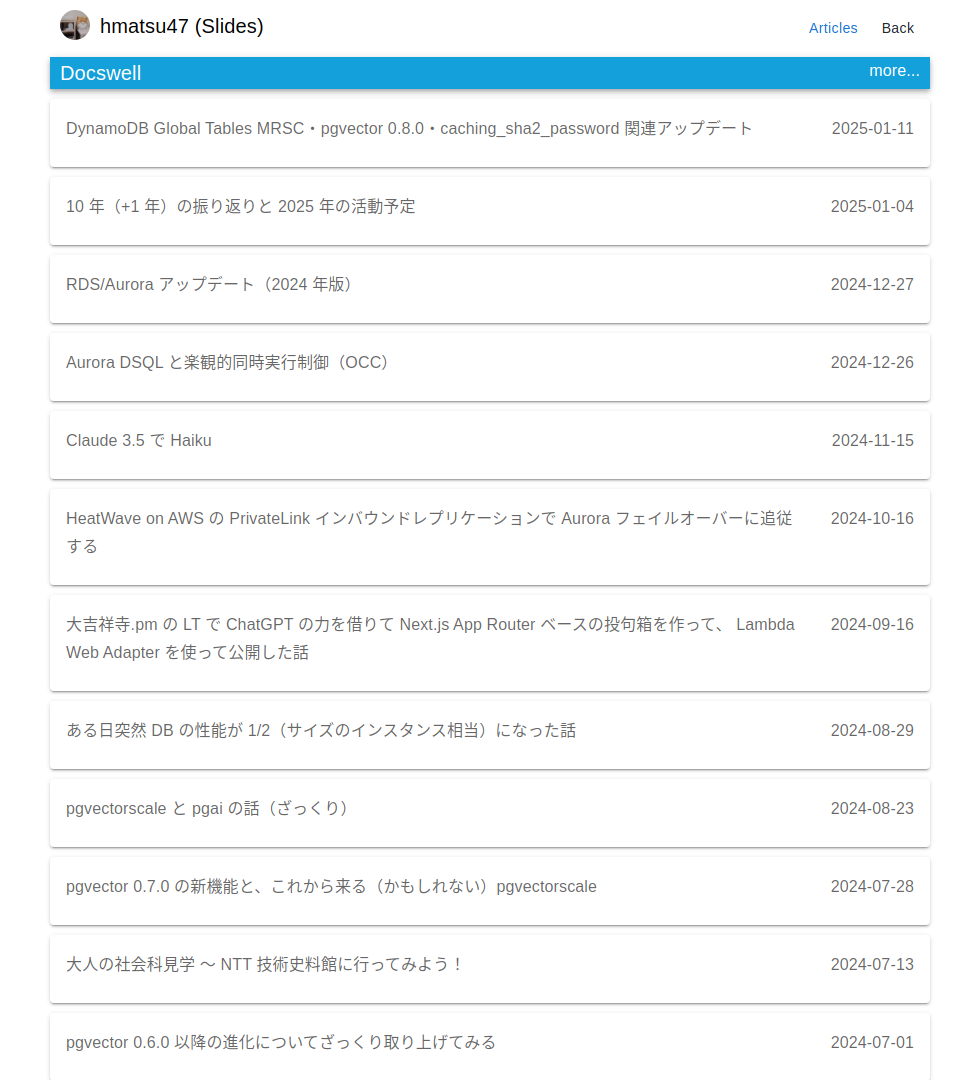 hmatsu47 (Slides)
Articles
Back
Docswell
more...
DynamoDB Global Tables MRSC・pgvector 0.8.0・caching_sha2_password 関連アップデート
2025-01-11
10 年（+1 年）の振り返りと 2025 年の活動予定
2025-01-04
RDS/Aurora アップデート（2024 年版）
2024-12-27
Aurora DSQL と楽観的同時実行制御（OCC）
2024-12-26
Claude 3.5 で Haiku
2024-11-15
HeatWave on AWS の PrivateLink インバウンドレプリケーションで Aurora フェイルオーバーに追従
する
2024-10-16
大吉祥寺.pm の LT で ChatGPT の力を借りて Next.js App Router ベースの投句箱を作って、 Lambda
Web Adapter を使って公開した話
2024-09-16
ある日突然 DB の性能が 1/2（サイズのインスタンス相当）になった話
2024-08-29
pgvectorscale と pgai の話（ざっくり）
2024-08-23
pgvector 0.7.0 の新機能と、これから来る（かもしれない）pgvectorscale
2024-07-28
大人の社会科見学 〜 NTT 技術史料館に行ってみよう！
2024-07-13
pgvector 0.6.0 以降の進化についてざっくり取り上げてみる
2024-07-01